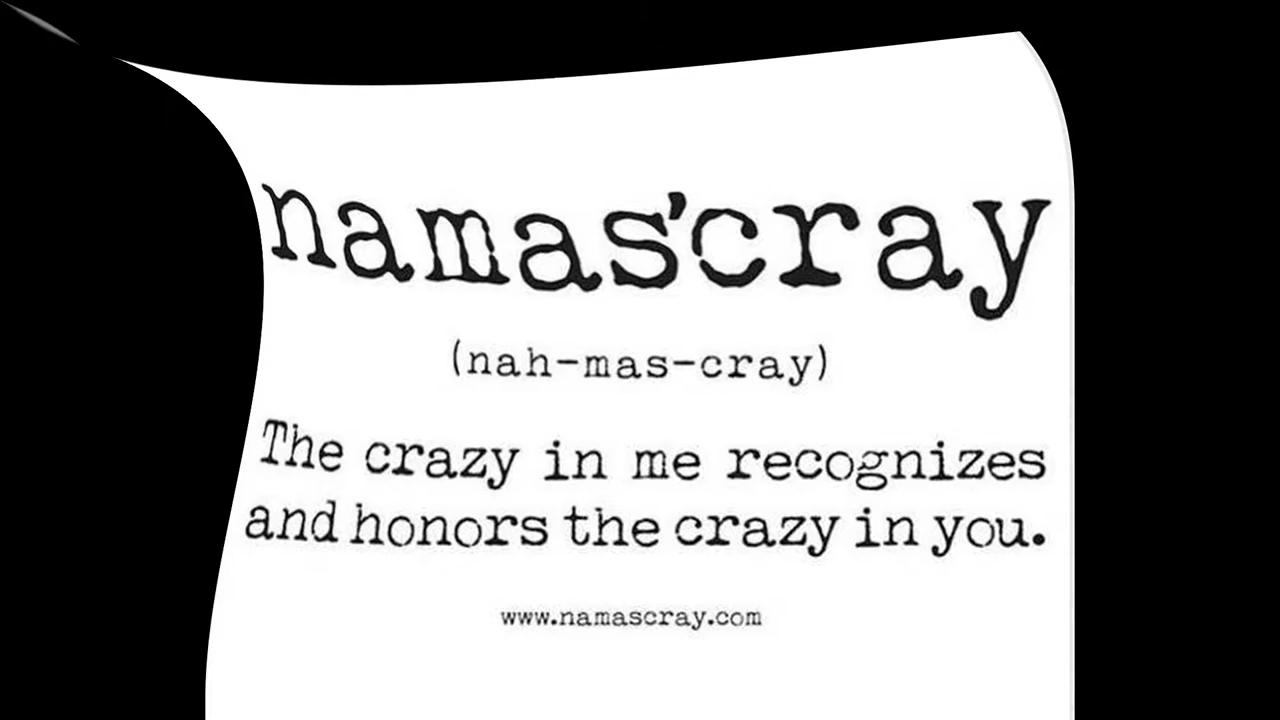 namas'cray
(nah-mas-cray)
The crazy in me recognizes
and honors the crazy in you.
www.namascray.com